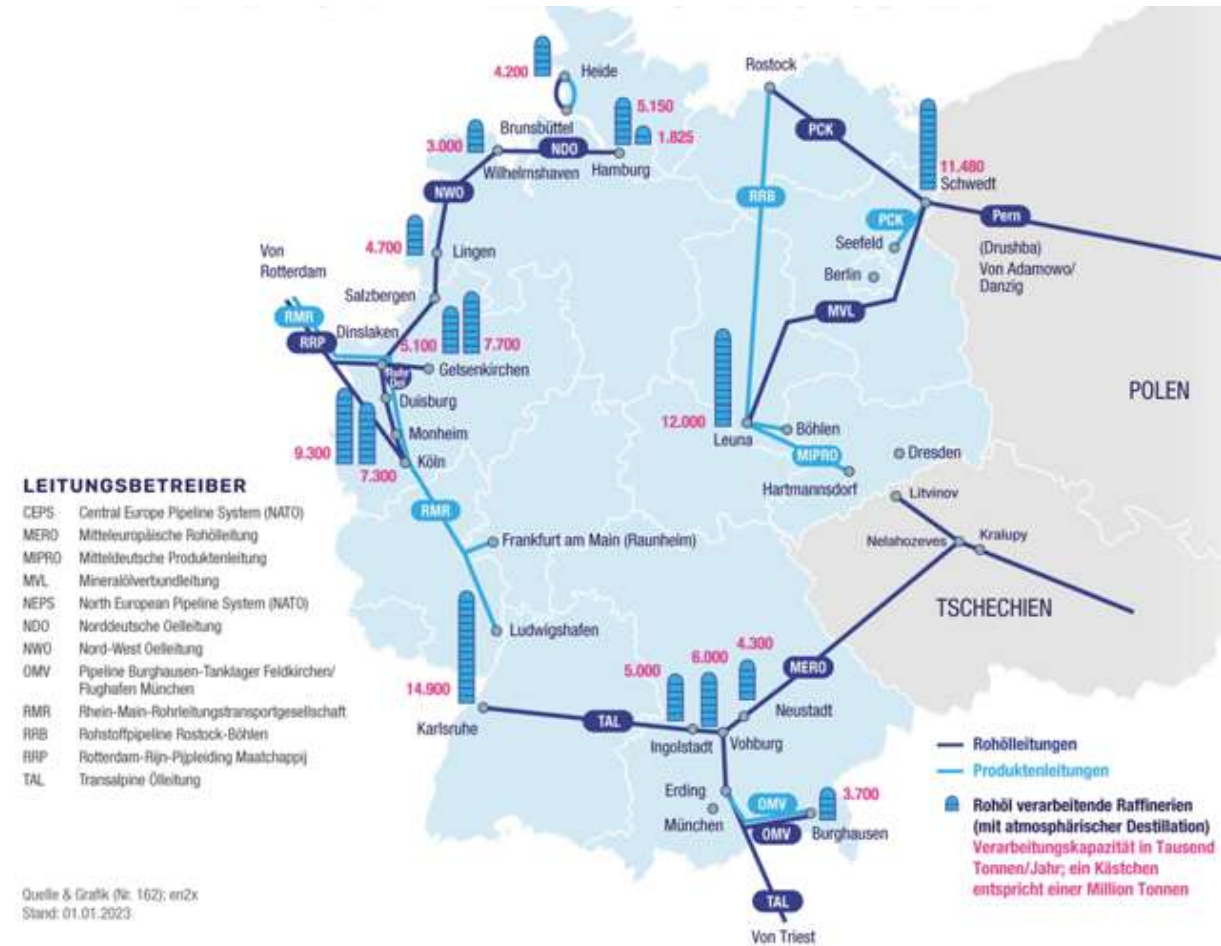 4.200
Heide
Rostock
5.150
Brunsbüttel
1.825
PCK
3.000
NDO
11.480
Wilhelmshaven
Hamburg
Schwedt
NWO
RRB
PCK
Pern
4.700
Lingen
Seefeld
(Drushba)
Von
Rotterdam
Berlin
Von Adamowo/
Danzig
Salzbergen
RMR
MVL
Dinslaken
RRP
5.100
7.700
Gelsenkirchen
POLEN
Duisburg
12.000
Leuna
Böhlen
Monheim
MIPRO
9.300
Dresden
7.300
Köln
Hartmannsdorf
Litvinov
RMR
Frankfurt am Main (Raunheim)
Nelahozeves
Kralupy
TSCHECHIEN
Ludwigshafen
4.300
6.000
5.000
MERO
14.900
Neustadt
Karlsruhe
TAL
Ingolstadt
Vohburg
Erding
OMV
3.700
München
OMV
Burghausen
TAL
Von Triest
LEITUNGSBETREIBER
CEPS Central Europe Pipeline System (NATO)
MERO Mitteleuropäische Rohölleitung
MIPRO Mitteldeutsche Produktenleitung
MVL Mineralölverbundleitung
NEPS North European Pipeline System (NATO)
NDO Norddeutsche Oelleitung
NWO Nord-West Oelleitung
OMV Pipeline Burghausen-Tanklager Feldkirchen/
Flughafen München
RMR Rhein-Main-Rohrleitungstransportgesellschaft
RRB Rohstoffpipeline Rostock-Böhlen
RRP Rotterdam-Rijn-Pijpleiding Maatchappij
TAL Transalpine Ölleitung
Rohölleitungen
Produktenleitungen
Rohöl verarbeitende Raffinerien
(mit atmosphärischer Destillation)
Verarbeitungskapazität in Tausend
Tonnen/Jahr; ein Kästchen
entspricht einer Million Tonnen
Quelle & Grafik (Nr. 162): en2x
Stand: 01.01.2023